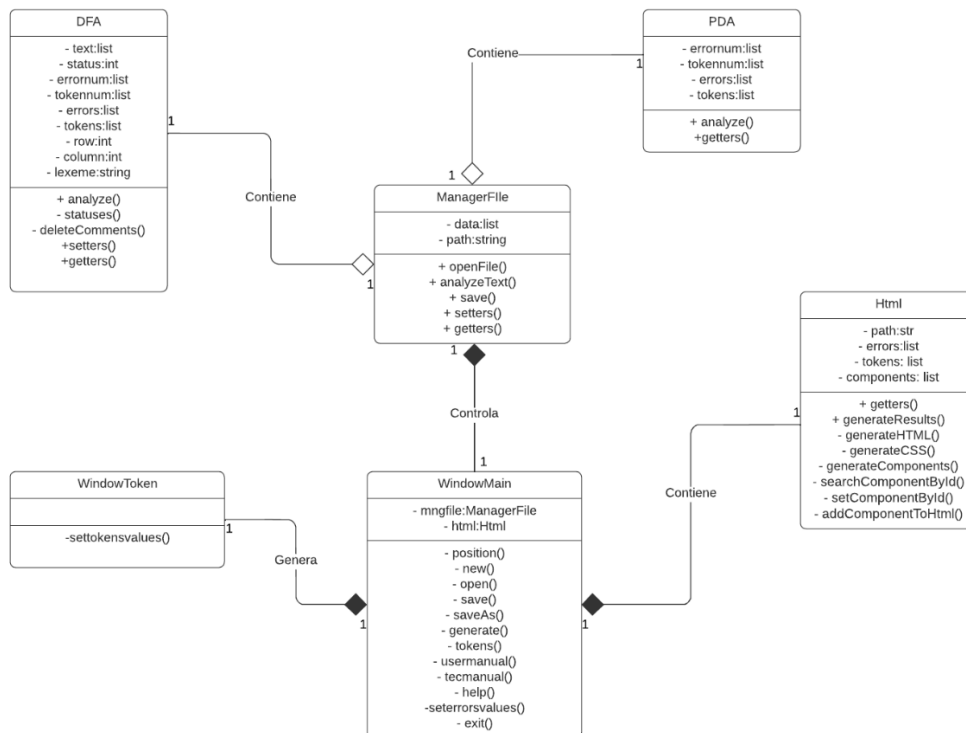 DFA
- text:list
- status:int
- errornum:list
- tokennum:list
- errors:list
- tokens:list
- row:int
- column:int
- lexeme:string
+ analyze()
- statuses()
- deleteComments()
+setters()
+getters()
1
Contiene
1
PDA
- errornum:list
- tokennum:list
- errors:list
- tokens:list
+ analyze()
+getters()
1
Contiene
1
ManagerFIle
- data:list
- path:string
+ openFile()
+ analyzeText()
+ save()
+ setters()
+ getters()
1
Controla
1
Html
- path:str
- errors:list
- tokens: list
- components: list
+ getters()
+ generateResults()
- generateHTML()
- generateCSS()
- generateComponents()
- searchComponentById()
- setComponentById()
- addComponentToHtml()
1
Contiene
1
WindowToken
-settokensvalues()
1
Genera
1
WindowMain
- mngfile:ManagerFile
- html:Html
- position()
- new()
- open()
- save()
- saveAs()
- generate()
- tokens()
- usermanual()
- tecmanual()
- help()
-seterrorsvalues()
- exit()